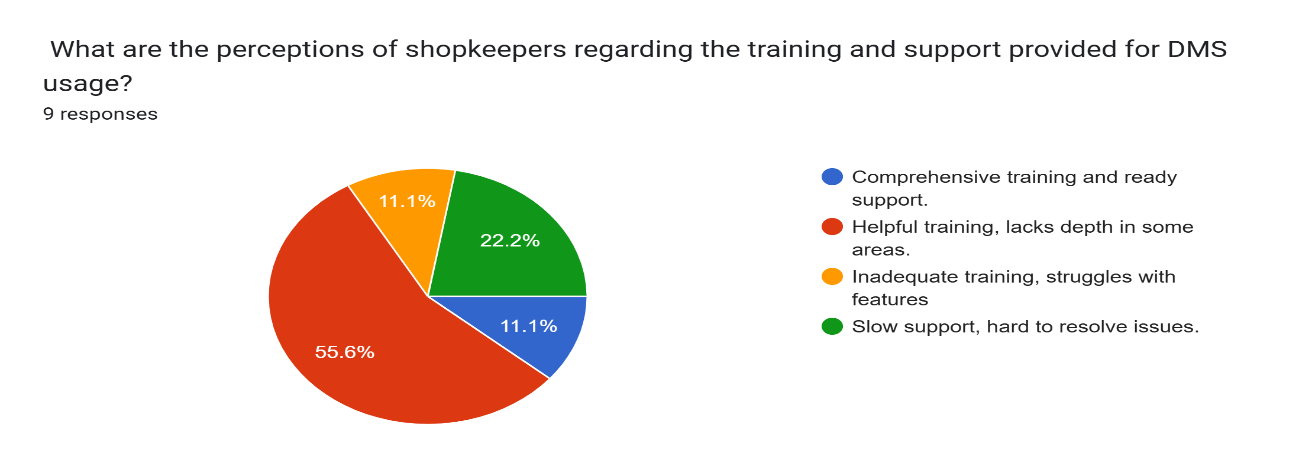 What are the perceptions of shopkeepers regarding the training and support provided for DMS
usage?
9 responses
11.1%
22.2%
11.1%
55.6%
Comprehensive training and ready
support.
Helpful training, lacks depth in some
areas.
Inadequate training, struggles with
features
Slow support, hard to resolve issues.